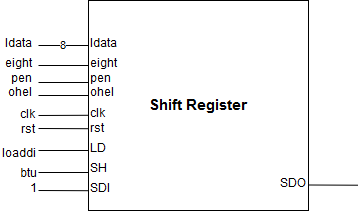 ldata 8 ldata
eight eight
pen pen
ohel ohel
clk clk
rst rst
loaddi LD
btu SH
1 SDI
Shift Register
SDO